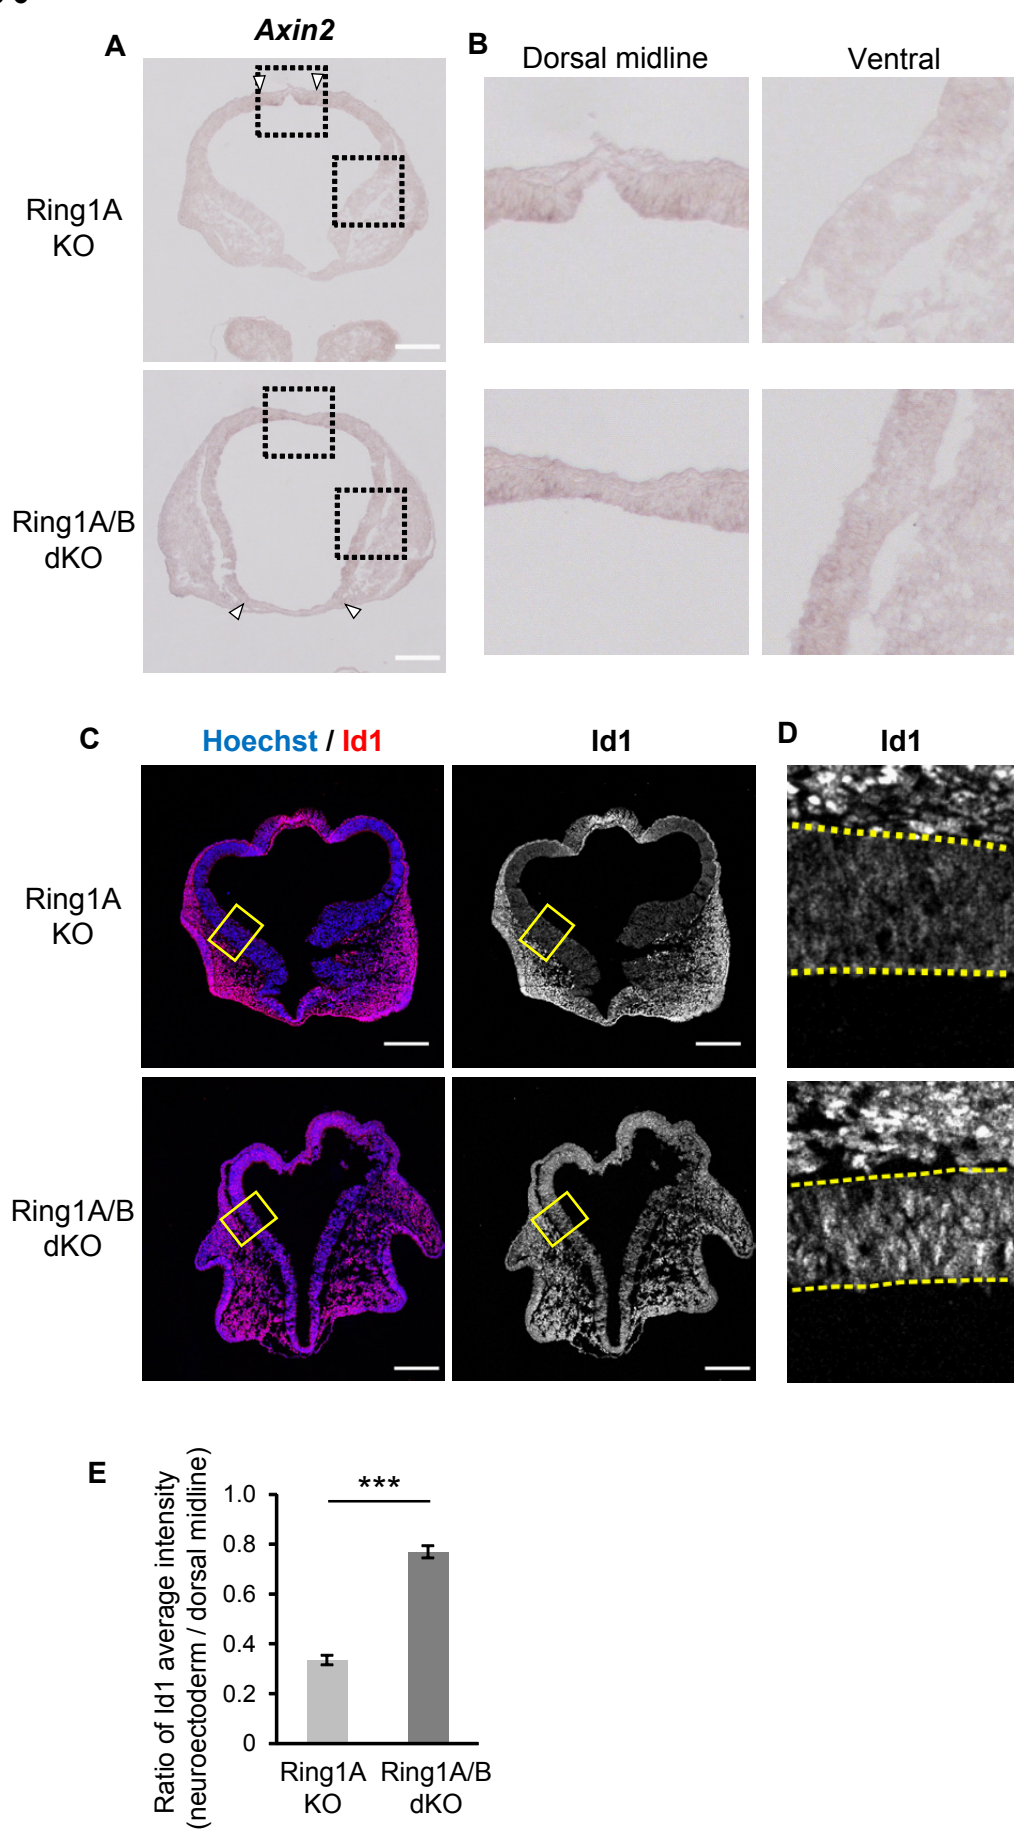 A
Axin2
B
Dorsal midline
Ventral
Ring1A
KO
Ring1A/B
dKO
C
Hoechst / Id1
Id1
D
Id1
Ring1A
KO
Ring1A/B
dKO
E
Ratio of Id1 average intensity
(neuroectoderm / dorsal midline)
***
1.0
0.8
0.6
0.4
0.2
0
Ring1A
KO
Ring1A/B
dKO